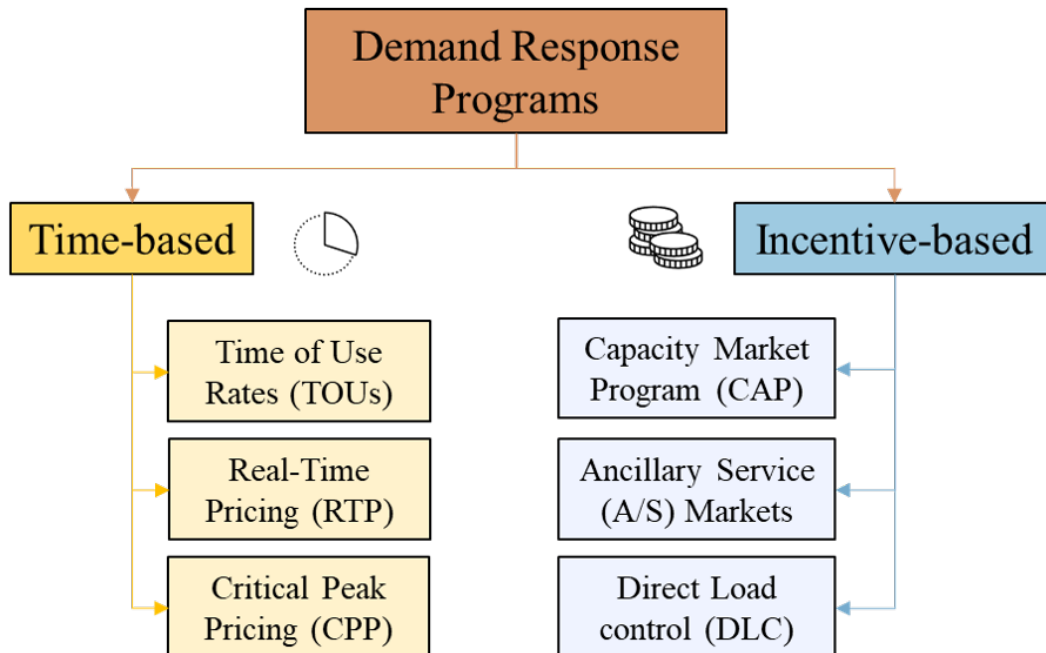 Demand Response
Programs
Time-based
Incentive-based
Time of Use
Rates (TOUs)
Real-Time
Pricing (RTP)
Critical Peak
Pricing (CPP)
Capacity Market
Program (CAP)
Ancillary Service
(A/S) Markets
Direct Load
control (DLC)